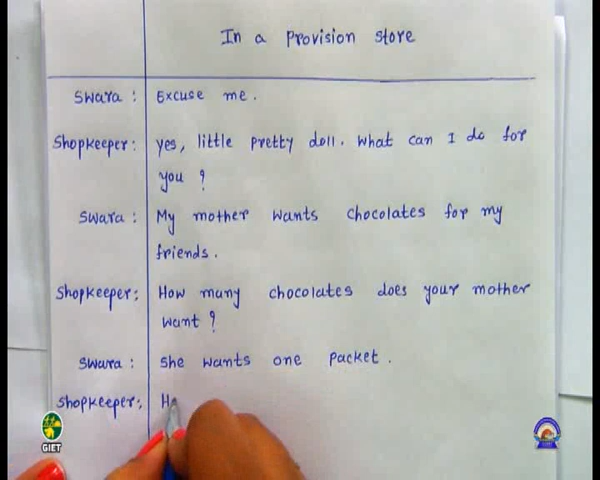 In a Provision store
Swara : Excuse me.
Shopkeeper: yes, little pretty doll. What can I do for
you ?
Swara : My mother wants chocolates for my
friends.
Shopkeeper: How many chocolates does your mother
want ?
Swara : She wants one packet.
Shopkeeper:
GIET